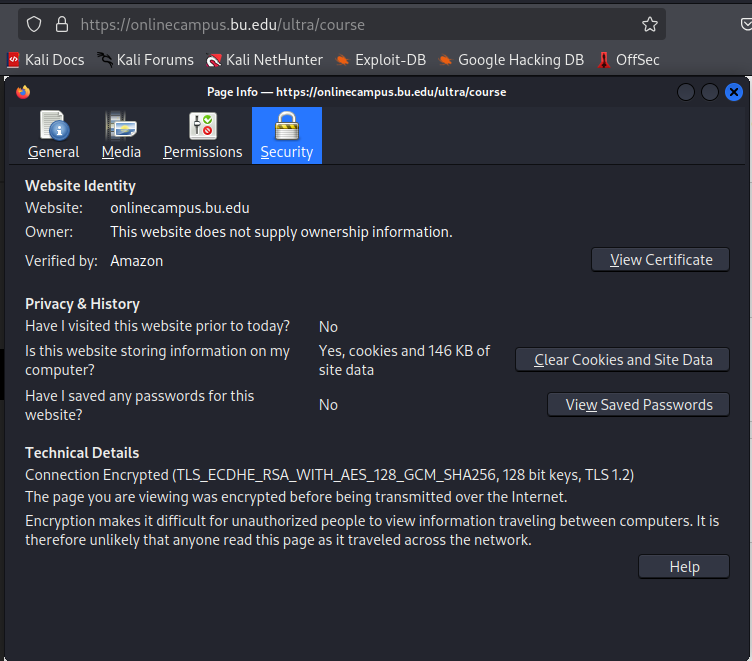 https://onlinecampus.bu.edu/ultra/course
Kali Docs Kali Forums Kali NetHunter Exploit-DB Google Hacking DB OffSec
Page Info — https://onlinecampus.bu.edu/ultra/course
General Media Permissions Security
Website Identity
Website: onlinecampus.bu.edu
Owner: This website does not supply ownership information.
Verified by: Amazon View Certificate
Privacy & History
Have I visited this website prior to today? No
Is this website storing information on my computer? Yes, cookies and 146 KB of site data Clear Cookies and Site Data
Have I saved any passwords for this website? No View Saved Passwords
Technical Details
Connection Encrypted (TLS_ECDHE_RSA_WITH_AES_128_GCM_SHA256, 128 bit keys, TLS 1.2)
The page you are viewing was encrypted before being transmitted over the Internet.
Encryption makes it difficult for unauthorized people to view information traveling between computers. It is
therefore unlikely that anyone read this page as it traveled across the network.
Help